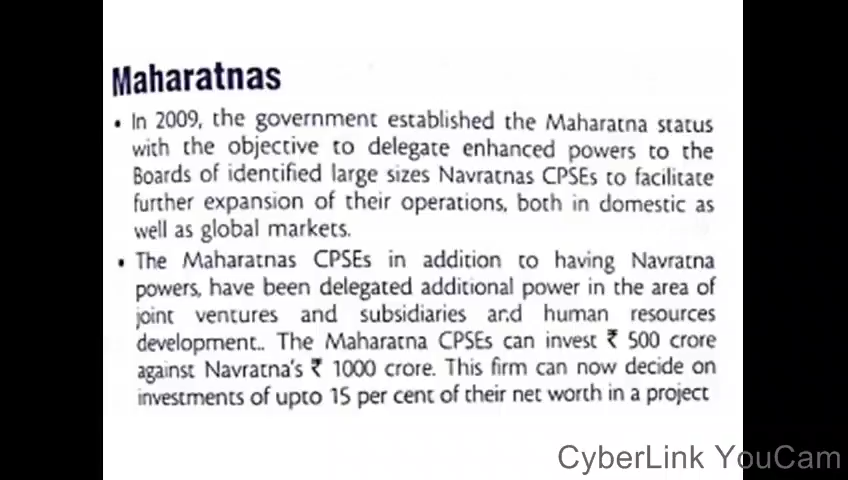 Maharatnas
• In 2009, the government established the Maharatna status
with the objective to delegate enhanced powers to the
Boards of identified large sizes Navratnas CPSEs to facilitate
further expansion of their operations, both in domestic as
well as global markets.
• The Maharatnas CPSEs in addition to having Navratna
powers, have been delegated additional power in the area of
joint ventures and subsidiaries and human resources
development.. The Maharatna CPSEs can invest ₹ 500 crore
against Navratna's ₹ 1000 crore. This firm can now decide on
investments of upto 15 per cent of their net worth in a project
CyberLink YouCam